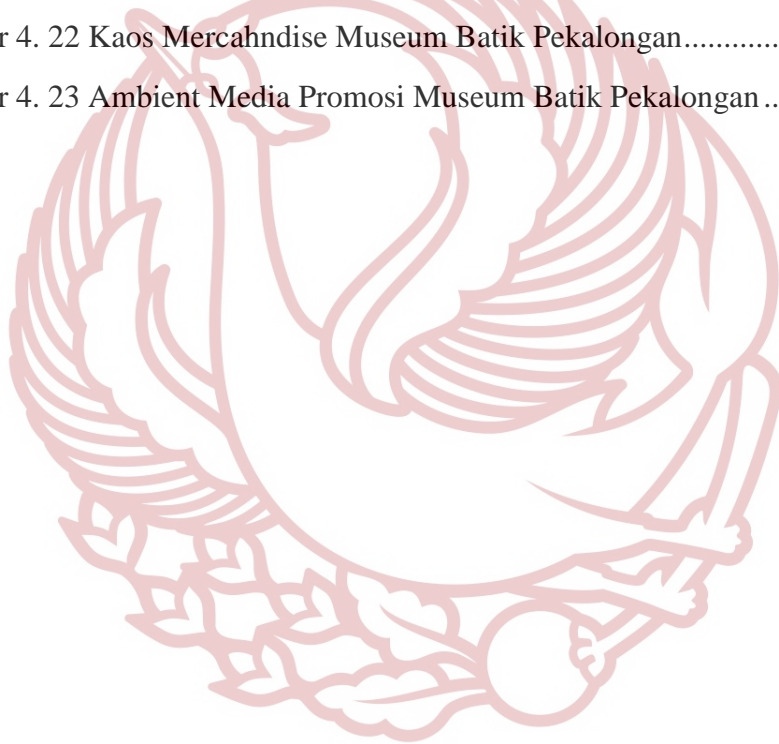 r 4. 22 Kaos Mercahndise Museum Batik Pekalongan............
r 4. 23 Ambient Media Promosi Museum Batik Pekalongan ..